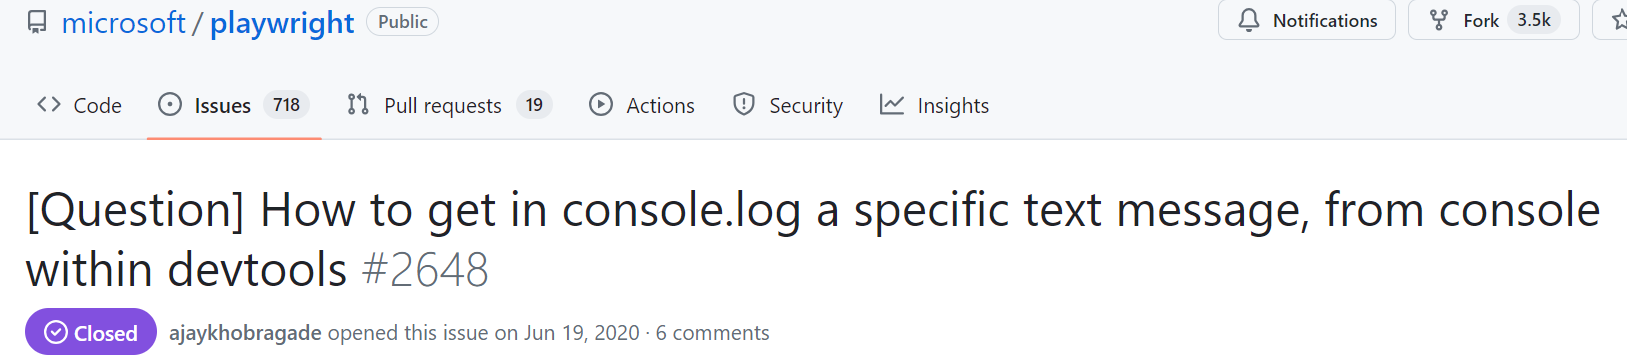 microsoft / playwright Public Notifications Fork 3.5k
Code Issues 718 Pull requests 19 Actions Security Insights
[Question] How to get in console.log a specific text message, from console
within devtools #2648
Closed ajaykhobragade opened this issue on Jun 19, 2020 · 6 comments